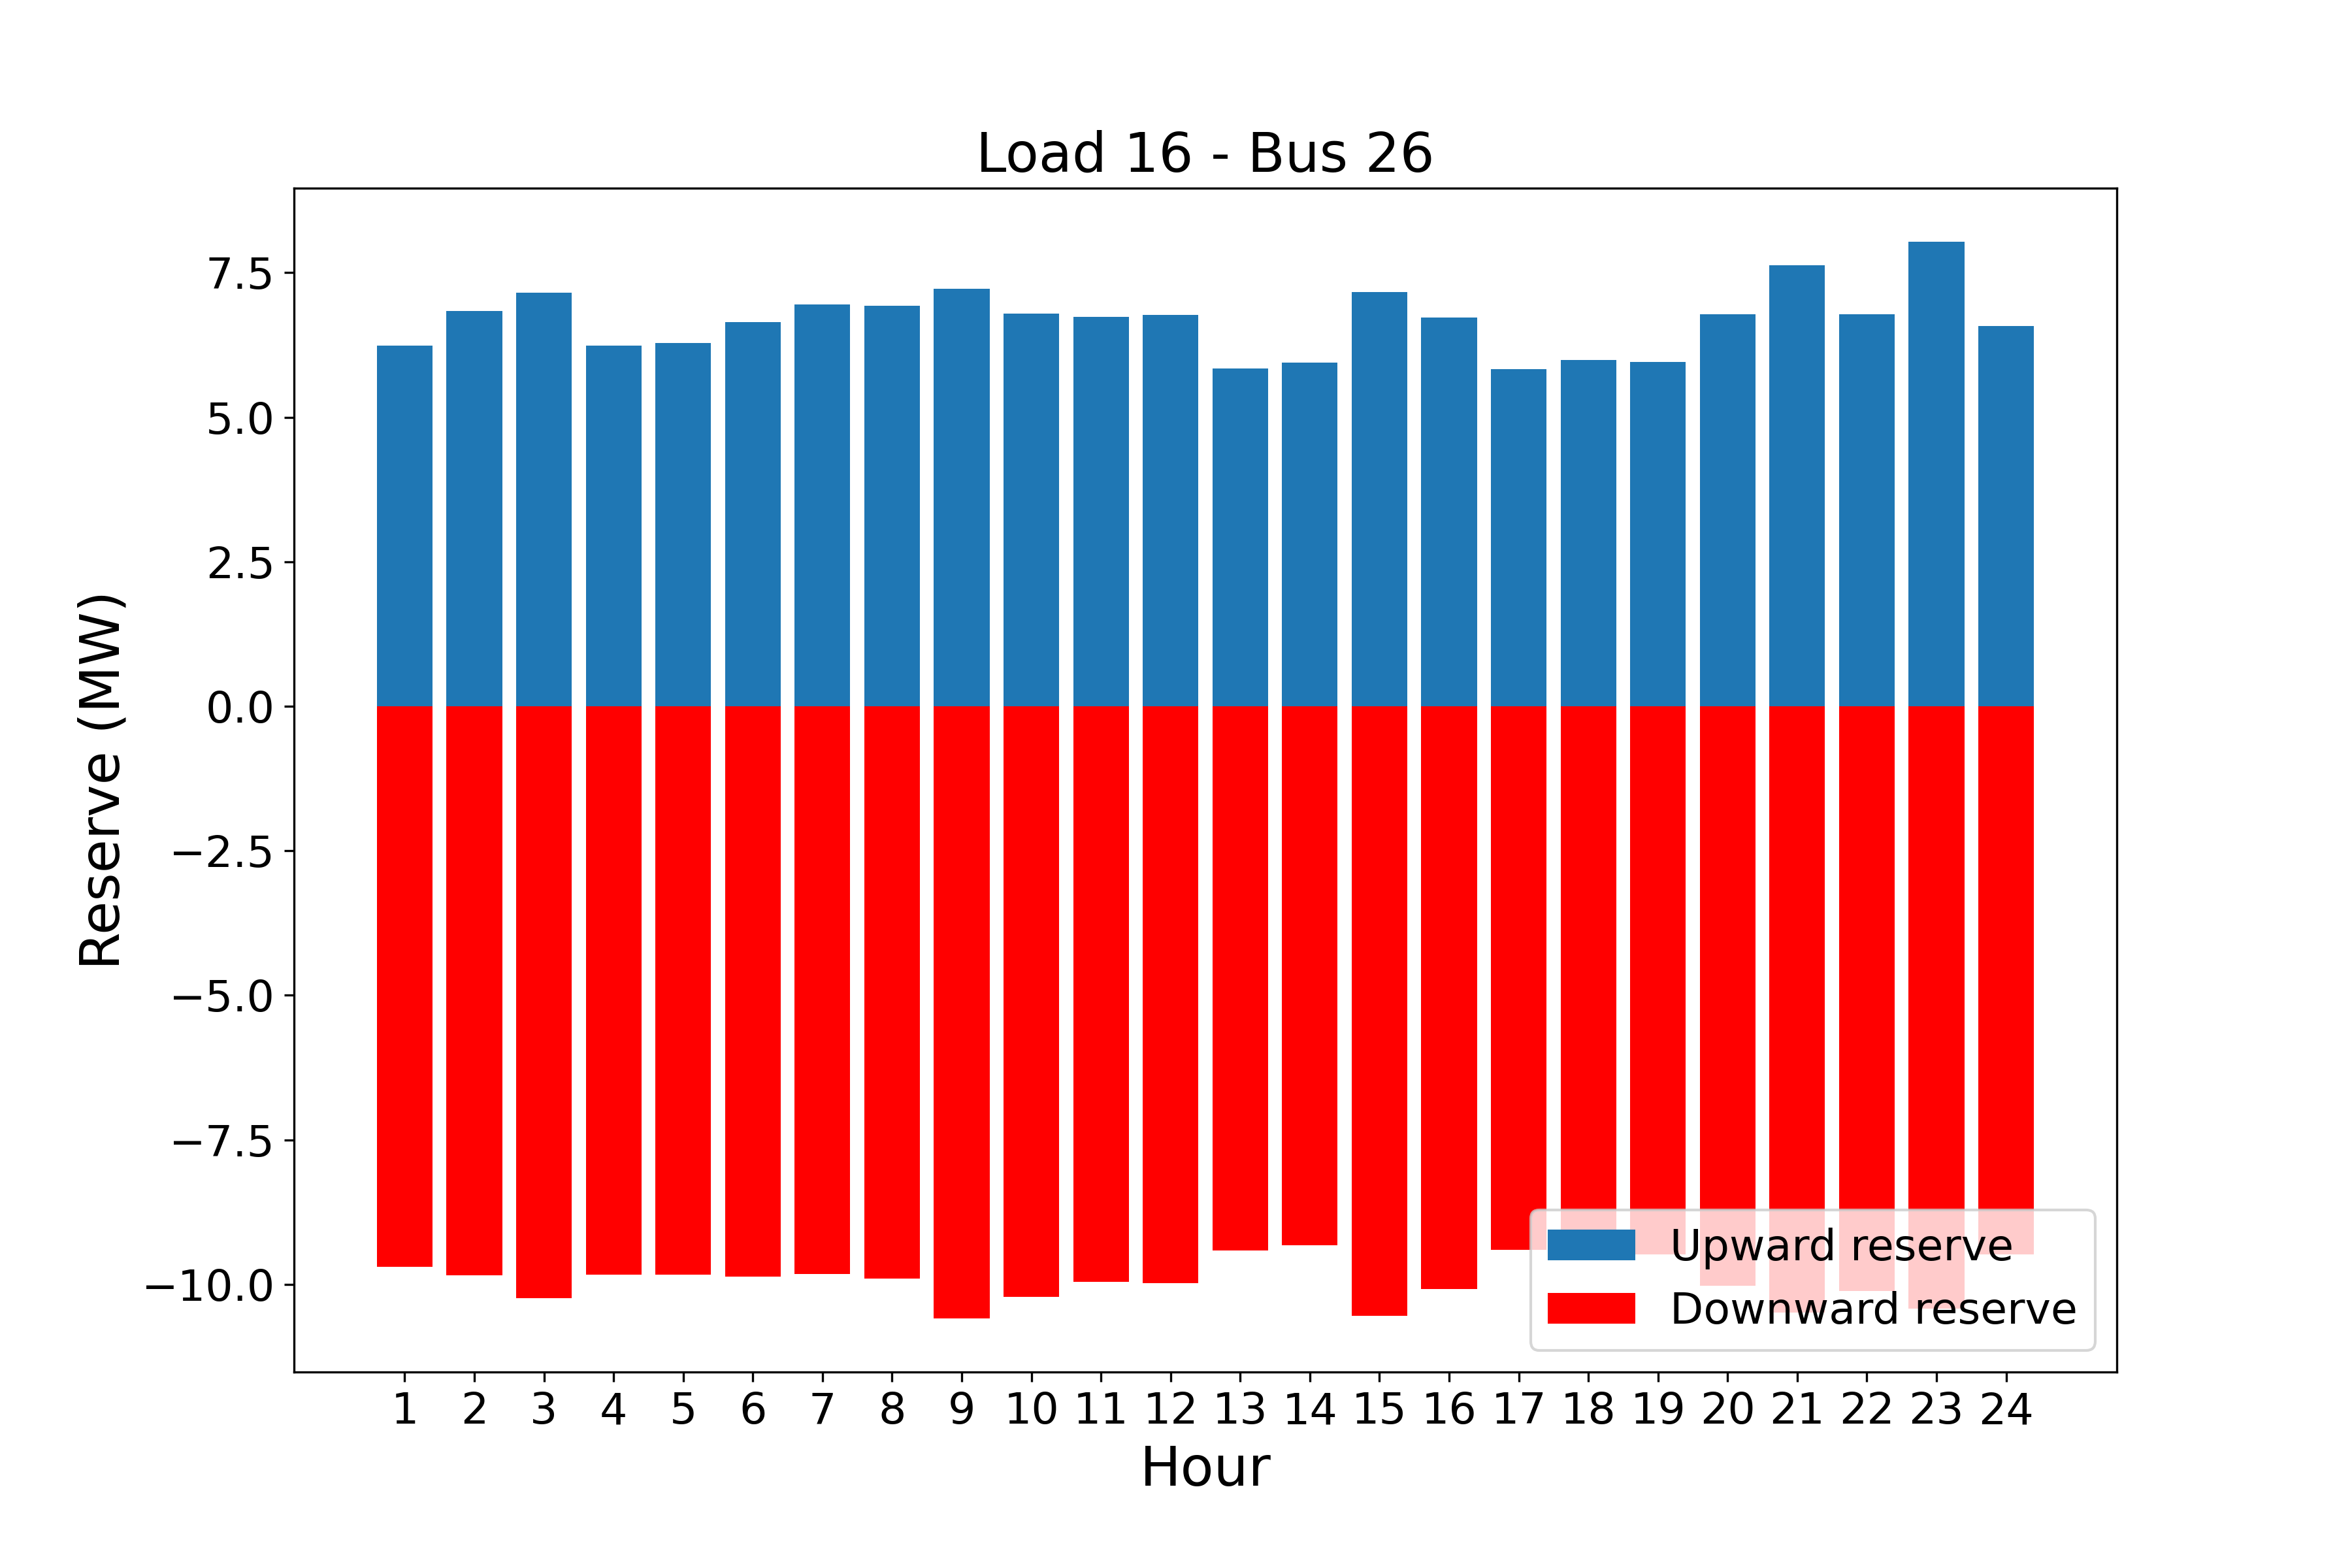 Load 16 - Bus 26
Reserve (MW)
7.5
5.0
2.5
0.0
−2.5
−5.0
−7.5
−10.0
Upward reserve
Downward reserve
1 2 3 4 5 6 7 8 9 10 11 12 13 14 15 16 17 18 19 20 21 22 23 24
Hour